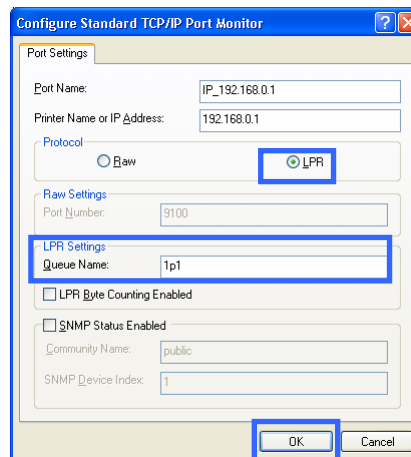 Configure Standard TCP/IP Port Monitor
Port Settings
Port Name: IP_192.168.0.1
Printer Name or IP Address: 192.168.0.1
Protocol
Raw LPR
Raw Settings
Port Number: 9100
LPR Settings
Queue Name: 1p1
LPR Byte Counting Enabled
SNMP Status Enabled
Community Name: public
SNMP Device Index: 1
OK Cancel